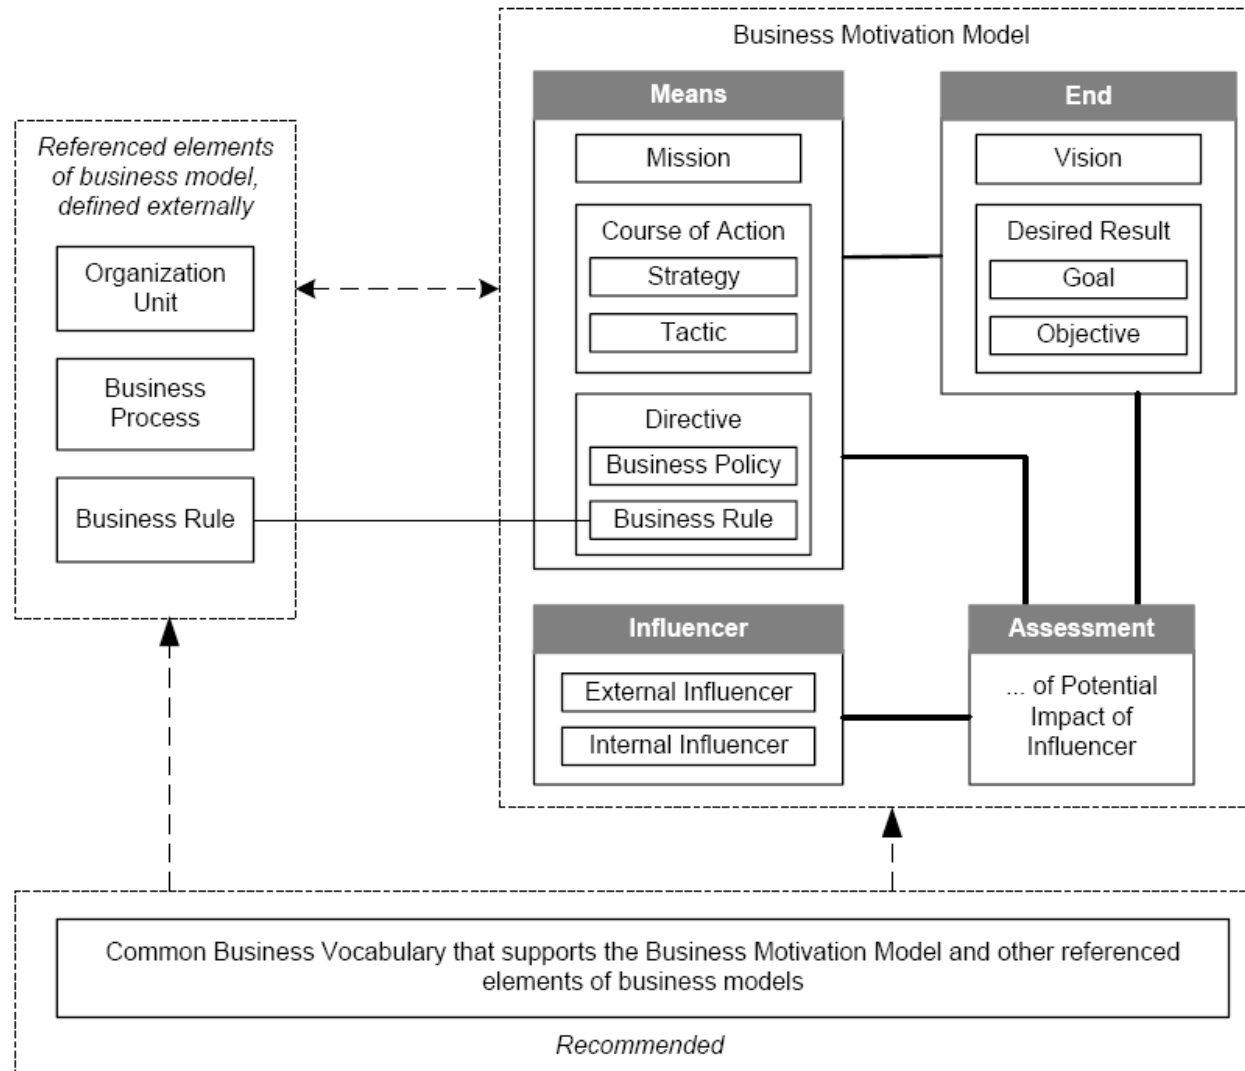 Business Motivation Model
Means
Mission
Course of Action
Strategy
Tactic
Directive
Business Policy
Business Rule
End
Vision
Desired Result
Goal
Objective
Referenced elements
of business model,
defined externally
Organization
Unit
Business
Process
Business Rule
Influencer
External Influencer
Internal Influencer
Assessment
... of Potential
Impact of
Influencer
Common Business Vocabulary that supports the Business Motivation Model and other referenced
elements of business models
Recommended